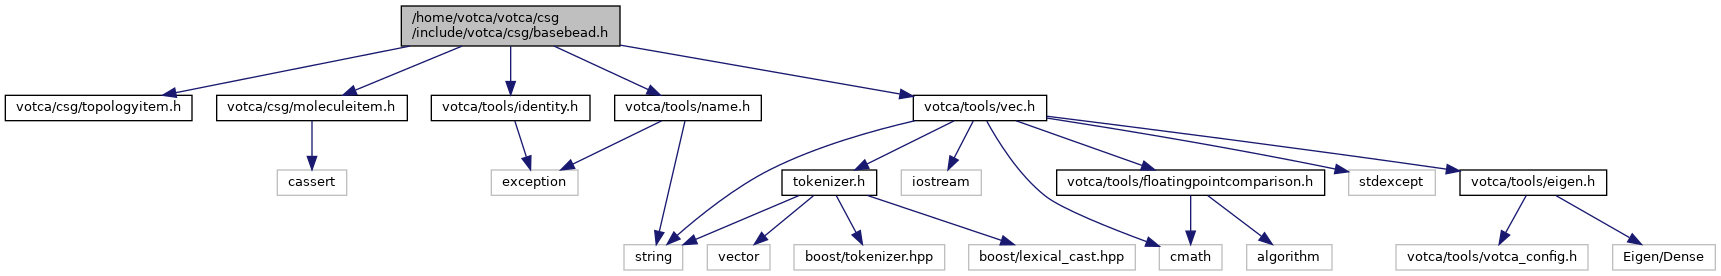 /home/votca/votca/csg
/include/votca/csg/basebead.h
votca/csg/topologyitem.h
votca/csg/moleculeitem.h
votca/tools/identity.h
votca/tools/name.h
votca/tools/vec.h
cassert
exception
tokenizer.h
iostream
votca/tools/floatingpointcomparison.h
stdexcept
votca/tools/eigen.h
string
vector
boost/tokenizer.hpp
boost/lexical_cast.hpp
cmath
algorithm
votca/tools/votca_config.h
Eigen/Dense